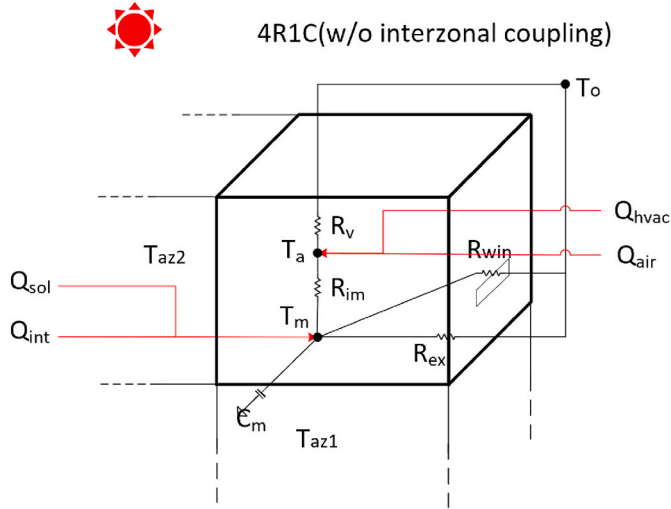 4R1C(w/o interzonal coupling)
To
Rv
Qhvac
Taz2
Ta
Rwin
Qair
Qsol
Rim
Tm
Qint
Rex
Cm
Taz1